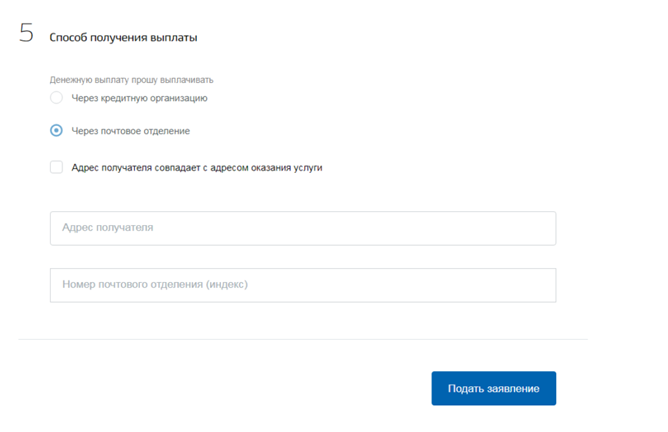 5 Способ получения выплаты
Денежную выплату прошу выплачивать
Через кредитную организацию
Через почтовое отделение
Адрес получателя совпадает с адресом оказания услуги
Адрес получателя
Номер почтового отделения (индекс)
Подать заявление